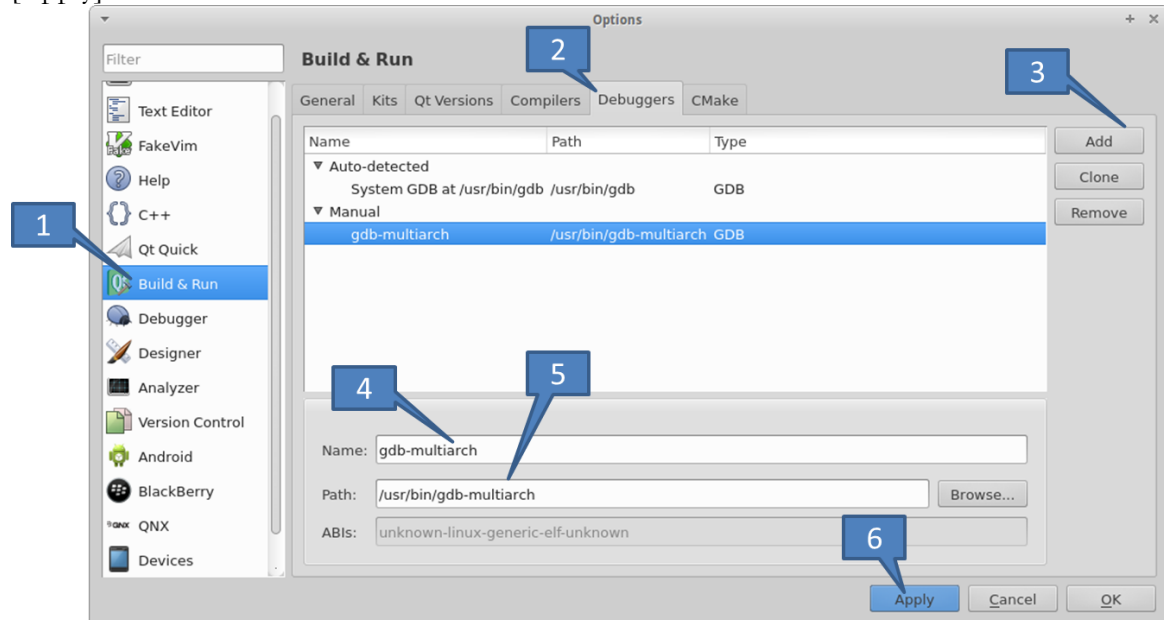 [Apply]
Options
Filter
Build & Run
2
3
General Kits Qt Versions Compilers Debuggers CMake
Text Editor
FakeVim
Help
C++
Qt Quick
Build & Run
Debugger
Designer
Analyzer
Version Control
Android
BlackBerry
QNX
Devices
1
Name Path Type
Auto-detected
System GDB at /usr/bin/gdb /usr/bin/gdb GDB
Manual
gdb-multiarch /usr/bin/gdb-multiarch GDB
Add
Clone
Remove
4
5
Name: gdb-multiarch
Path: /usr/bin/gdb-multiarch Browse...
ABIs: unknown-linux-generic-elf-unknown
6
Apply Cancel OK